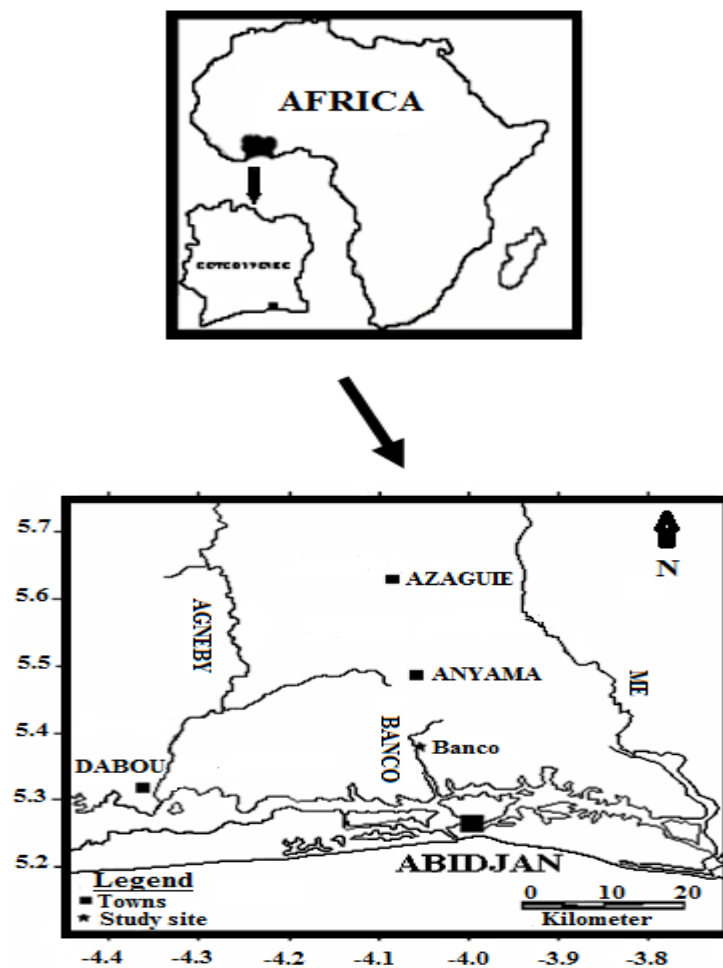 AFRICA
5.7
5.6
5.5
5.4
5.3
5.2
N
AZAGUIE
AGNEBY
ANYAMA
ME
BANCO
Banco
DABOU
ABIDJAN
Legend
Towns
Study site
0 10 20
Kilometer
-4.4 -4.3 -4.2 -4.1 -4.0 -3.9 -3.8